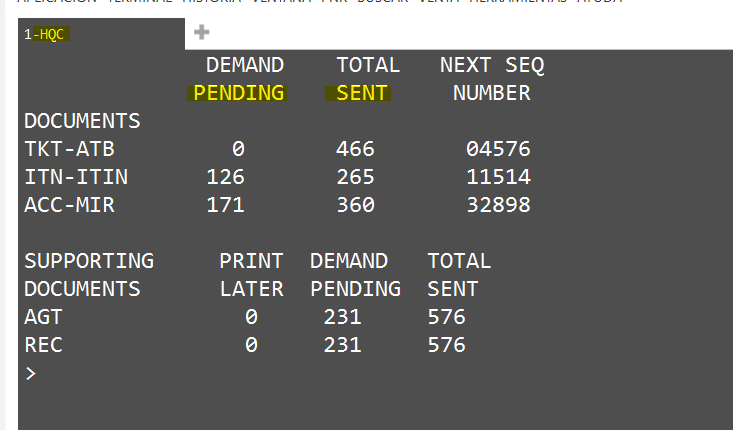 APLICACIÓN TERMINAL HISTORIA VENTANA PNR BUSCAR VENTA HERRAMIENTAS AYUDA
1-HQC
DEMAND TOTAL NEXT SEQ
PENDING SENT NUMBER
DOCUMENTS
TKT-ATB 0 466 04576
ITN-ITIN 126 265 11514
ACC-MIR 171 360 32898
SUPPORTING PRINT DEMAND TOTAL
DOCUMENTS LATER PENDING SENT
AGT 0 231 576
REC 0 231 576
>